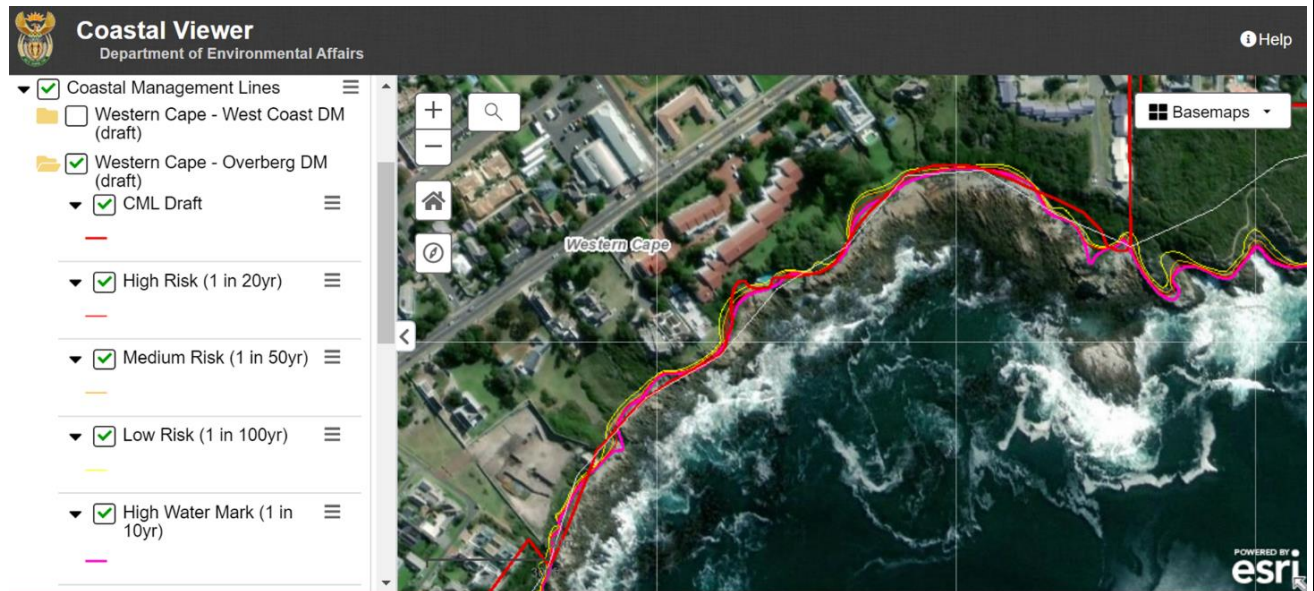 Coastal Viewer
Department of Environmental Affairs
Help
Coastal Management Lines
Western Cape - West Coast DM
(draft)
Western Cape - Overberg DM
(draft)
CML Draft
High Risk (1 in 20yr)
Medium Risk (1 in 50yr)
Low Risk (1 in 100yr)
High Water Mark (1 in
10yr)
Basemaps
Western Cape
POWERED BY
esri